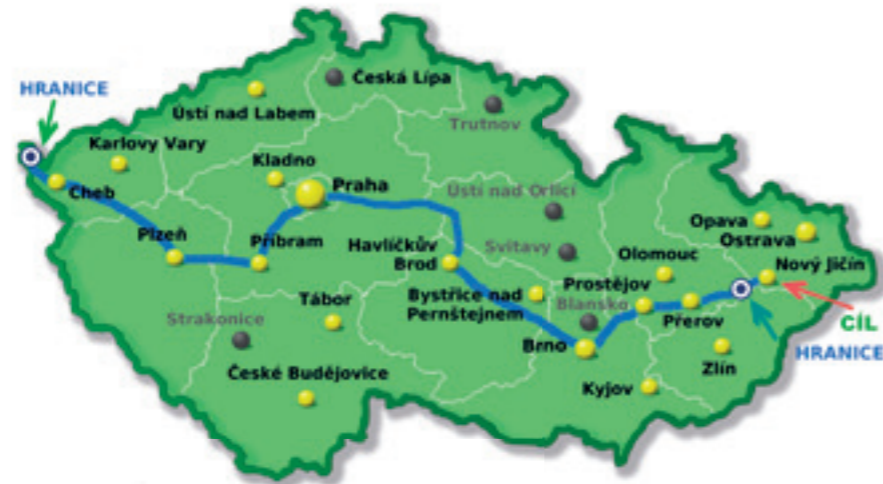 HRANICE
Česká Lípa
Ústí nad Labem
Trutnov
Karlovy Vary
Kladno
Cheb
Praha
Ústí nad Orlicí
Opava
Ostrava
Plzeň
Příbram
Havlíčkův
Brod
Svitavy
Olomouc
Nový Jičín
Tábor
Bystřice nad
Pernštejnem
Prostějov
Blansko
Přerov
CÍL
Strakonice
Brno
HRANICE
České Budějovice
Kyjov
Zlín